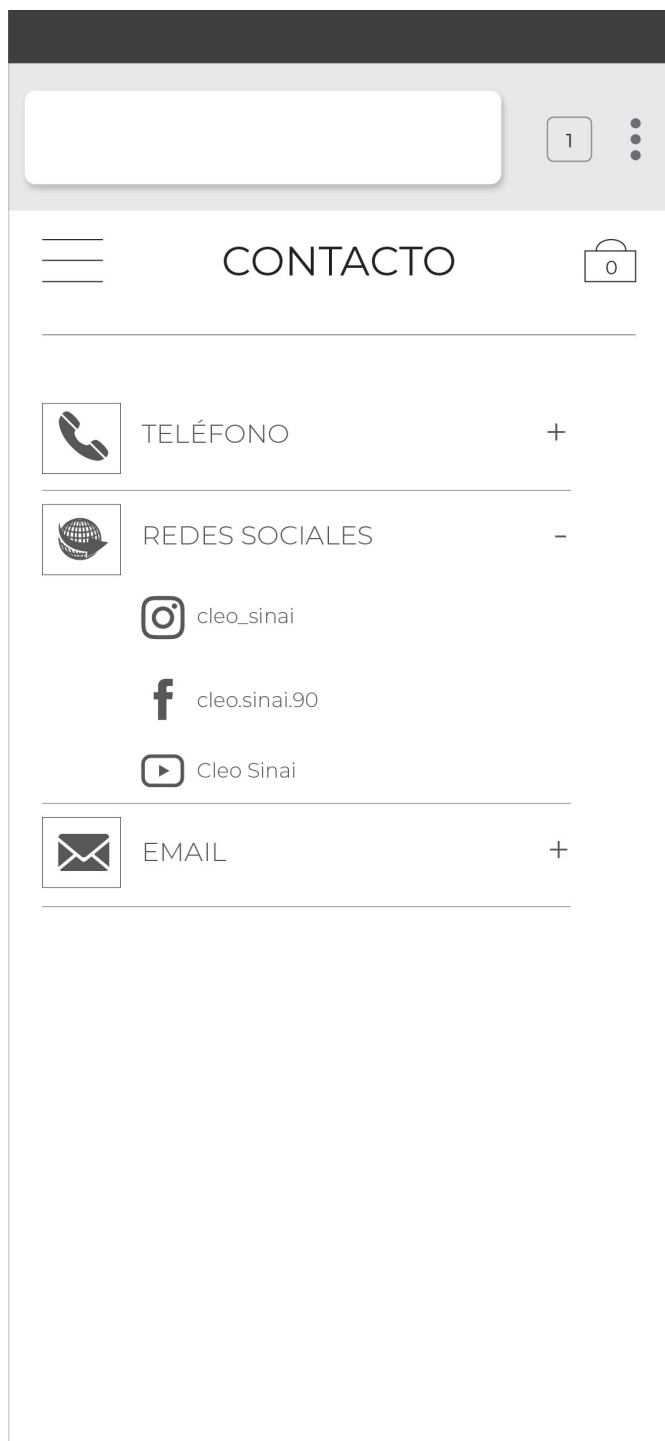 1
CONTACTO
0
TELÉFONO +
REDES SOCIALES -
cleo_sinai
cleo.sinai.90
Cleo Sinai
EMAIL +